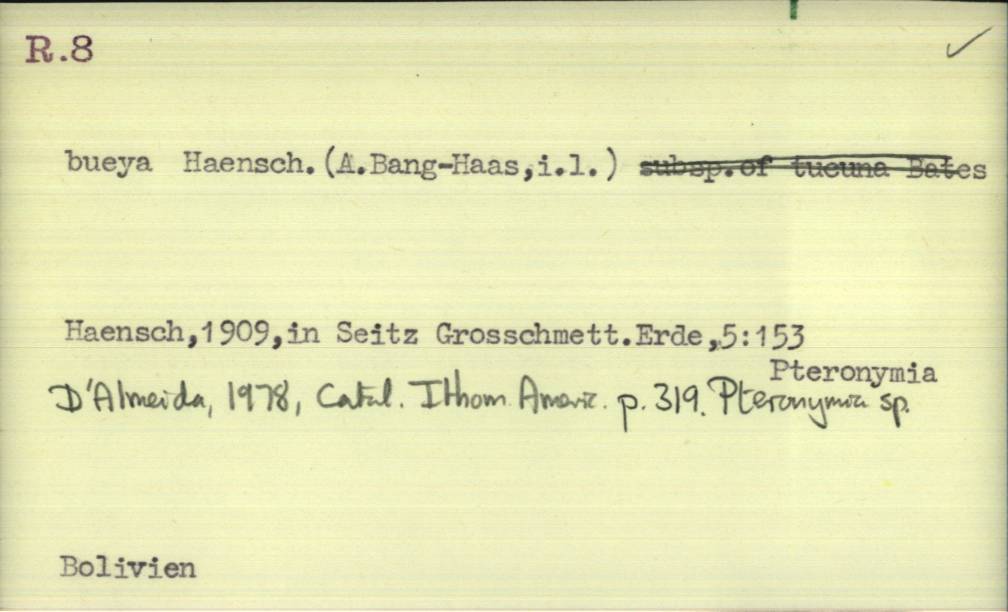 R.8
bueya Haensch.(A.Bang-Haas,i.l.) subsp.of tucuna Bates
Haensch,1909,in Seitz Grosschmett.Erde,5:153
Pteronymia
D'Almeida, 1978, Catal. Ithom. Americ. p. 319. Pteronymia sp.
Bolivien